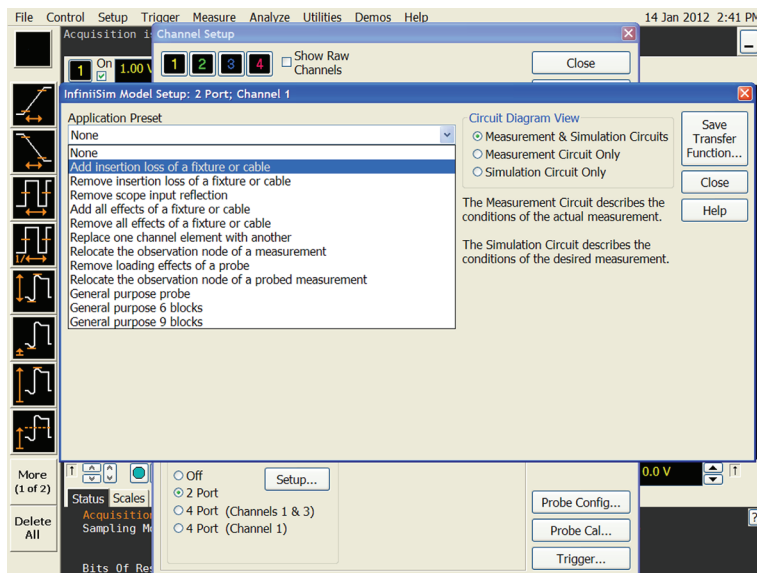 File Control Setup Trigger Measure Analyze Utilities Demos Help 14 Jan 2012 2:41 PM
Channel Setup
1 On 1.00 V
1 2 3 4 Show Raw Channels Close
InfiniiSim Model Setup: 2 Port; Channel 1
Application Preset
None
None
Add insertion loss of a fixture or cable
Remove insertion loss of a fixture or cable
Remove scope input reflection
Add all effects of a fixture or cable
Remove all effects of a fixture or cable
Replace one channel element with another
Relocate the observation node of a measurement
Remove loading effects of a probe
Relocate the observation node of a probed measurement
General purpose probe
General purpose 6 blocks
General purpose 9 blocks
Circuit Diagram View
Measurement & Simulation Circuits
Measurement Circuit Only
Simulation Circuit Only
The Measurement Circuit describes the
conditions of the actual measurement.
The Simulation Circuit describes the
conditions of the desired measurement.
Save
Transfer
Function...
Close
Help
More
(1 of 2)
Delete
All
Status Scales
Off
2 Port
4 Port (Channels 1 & 3)
4 Port (Channel 1)
Setup...
0.0 V
Probe Config...
Probe Cal...
Trigger...
Acquisition
Sampling
Bits Of